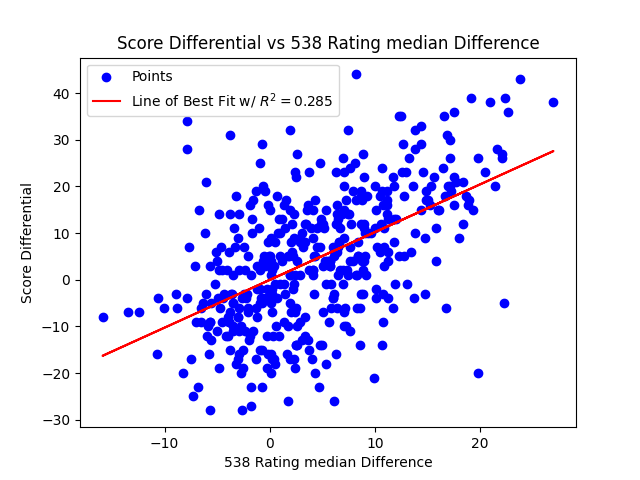 Score Differential vs 538 Rating median Difference
Points
Line of Best Fit w/ R² = 0.285
Score Differential
40
30
20
10
0
−10
−20
−30
−10
0
10
20
538 Rating median Difference